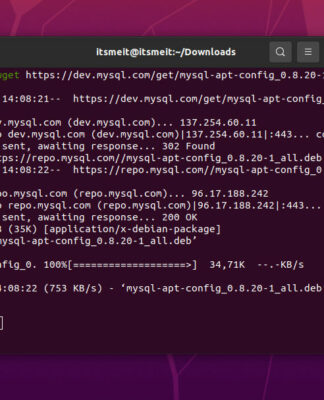 itsmeit@itsmeit:~/Downloads
get https://dev.mysql.com/get/mysql-apt-config_0.8.20-1
14:08:21-- https://dev.mysql.com/get/mysql-apt-config_
v.mysql.com (dev.mysql.com)... 137.254.60.11
o dev.mysql.com (dev.mysql.com)|137.254.60.11|:443... co
sent, awaiting response... 302 Found
tps://repo.mysql.com//mysql-apt-config_0.8.20-1_all.deb
14:08:22-- https://repo.mysql.com//mysql-apt-config_0.
po.mysql.com (repo.mysql.com)... 96.17.188.242
o repo.mysql.com (repo.mysql.com)|96.17.188.242|:443...
sent, awaiting response... 200 OK
(35K) [application/x-debian-package]
mysql-apt-config_0.8.20-1_all.deb’
nfig_0. 100%[===================>] 34,71K --.-KB/s
4:08:22 (753 KB/s) - ‘mysql-apt-config_0.8.20-1_all.deb’